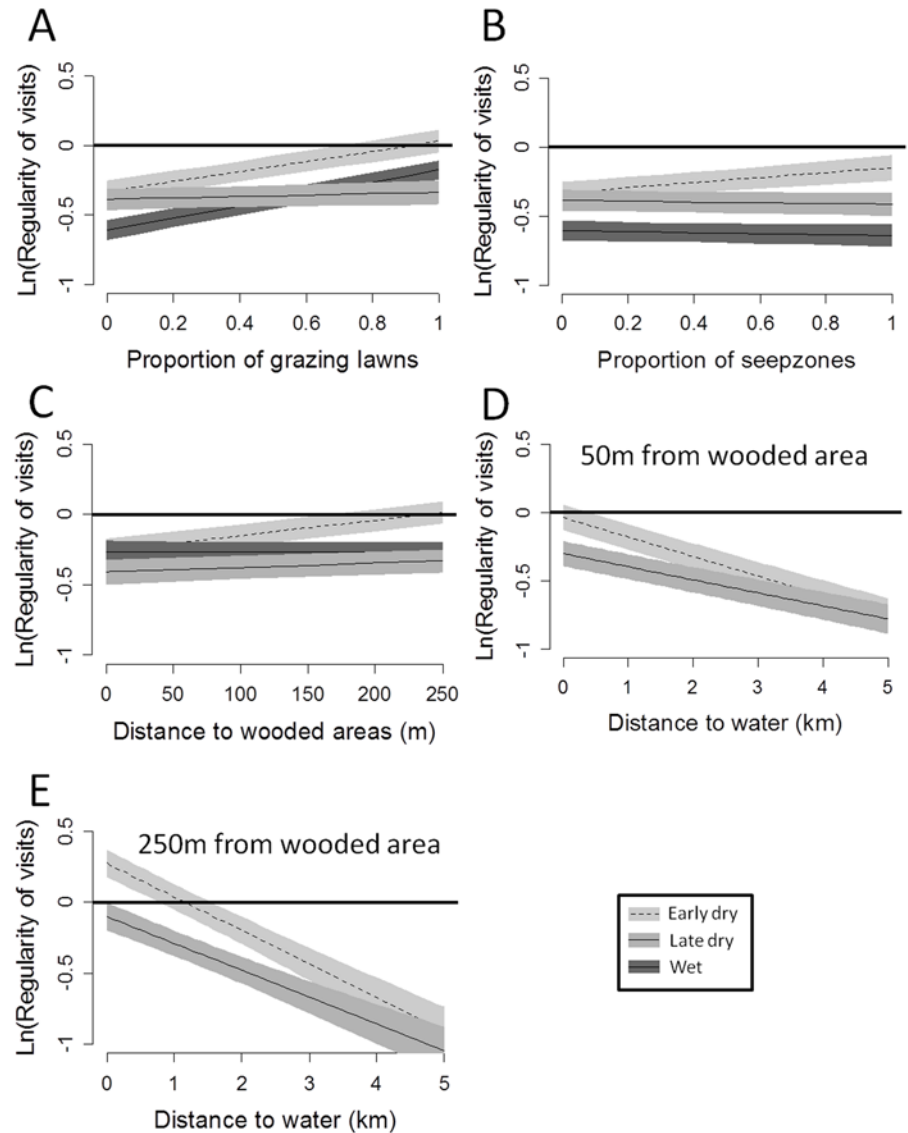 A
Ln(Regularity of visits)
0.5
0
-0.5
-1
0 0.2 0.4 0.6 0.8 1
Proportion of grazing lawns
B
Ln(Regularity of visits)
0.5
0
-0.5
-1
0 0.2 0.4 0.6 0.8 1
Proportion of seepzones
C
Ln(Regularity of visits)
0.5
0
-0.5
-1
0 50 100 150 200 250
Distance to wooded areas (m)
D
50m from wooded area
Ln(Regularity of visits)
0.5
0
-0.5
-1
0 1 2 3 4 5
Distance to water (km)
E
250m from wooded area
Ln(Regularity of visits)
0.5
0
-0.5
-1
0 1 2 3 4 5
Distance to water (km)
Early dry
Late dry
Wet